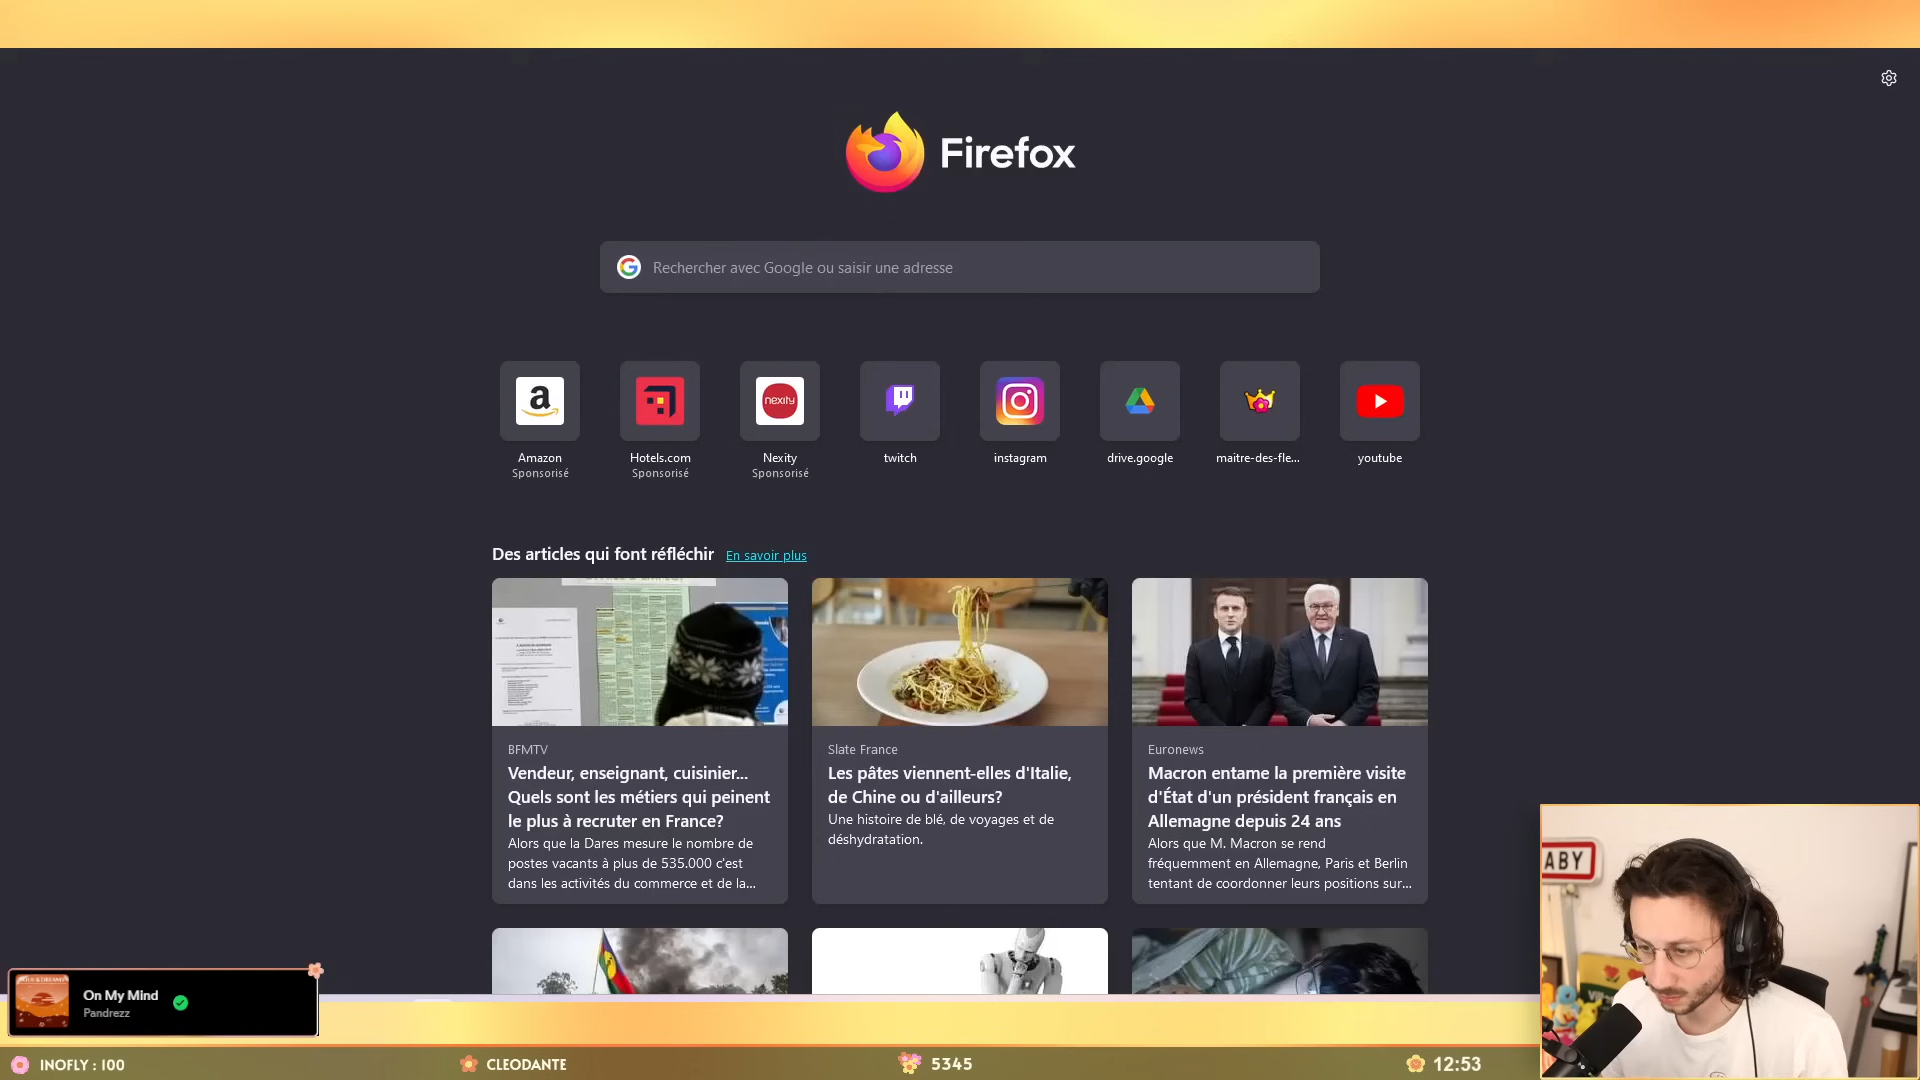 Firefox
Rechercher avec Google ou saisir une adresse
a
nexity
Amazon
Sponsorisé
Hotels.com
Sponsorisé
Nexity
Sponsorisé
twitch
instagram
drive.google
maitre-des-fle...
youtube
Des articles qui font réfléchir En savoir plus
BFMTV
Vendeur, enseignant, cuisinier...
Quels sont les métiers qui peinent
le plus à recruter en France?
Alors que la Dares mesure le nombre de
postes vacants à plus de 535.000 c'est
dans les activités du commerce et de la...
Slate France
Les pâtes viennent-elles d'Italie,
de Chine ou d'ailleurs?
Une histoire de blé, de voyages et de
déshydratation.
Euronews
Macron entame la première visite
d'État d'un président français en
Allemagne depuis 24 ans
Alors que M. Macron se rend
fréquemment en Allemagne, Paris et Berlin
tentant de coordonner leurs positions sur...
ABY
On My Mind
Pandrezz
INOFLY : 100
CLEODANTE
5345
12:53